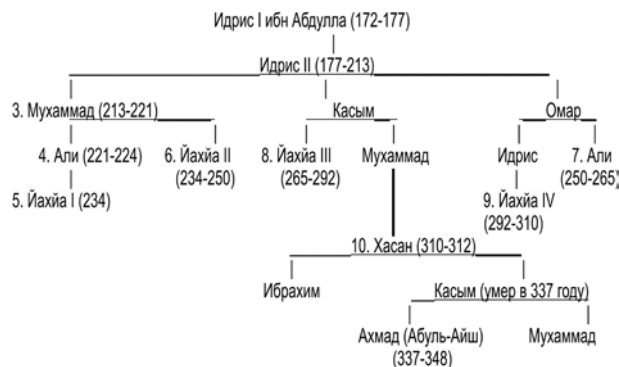 Идрис I ибн Абдулла (172-177)
Идрис II (177-213)
3. Мухаммад (213-221) Касым Омар
4. Али (221-224) 6. Йахйа II 8. Йахйа III Мухаммад Идрис 7. Али
(234-250) (265-292) (250-265)
5. Йахйа I (234) 9. Йахйа IV
(292-310)
10. Хасан (310-312)
Ибрахим Касым (умер в 337 году)
Ахмад (Абуль-Айш) Мухаммад
(337-348)